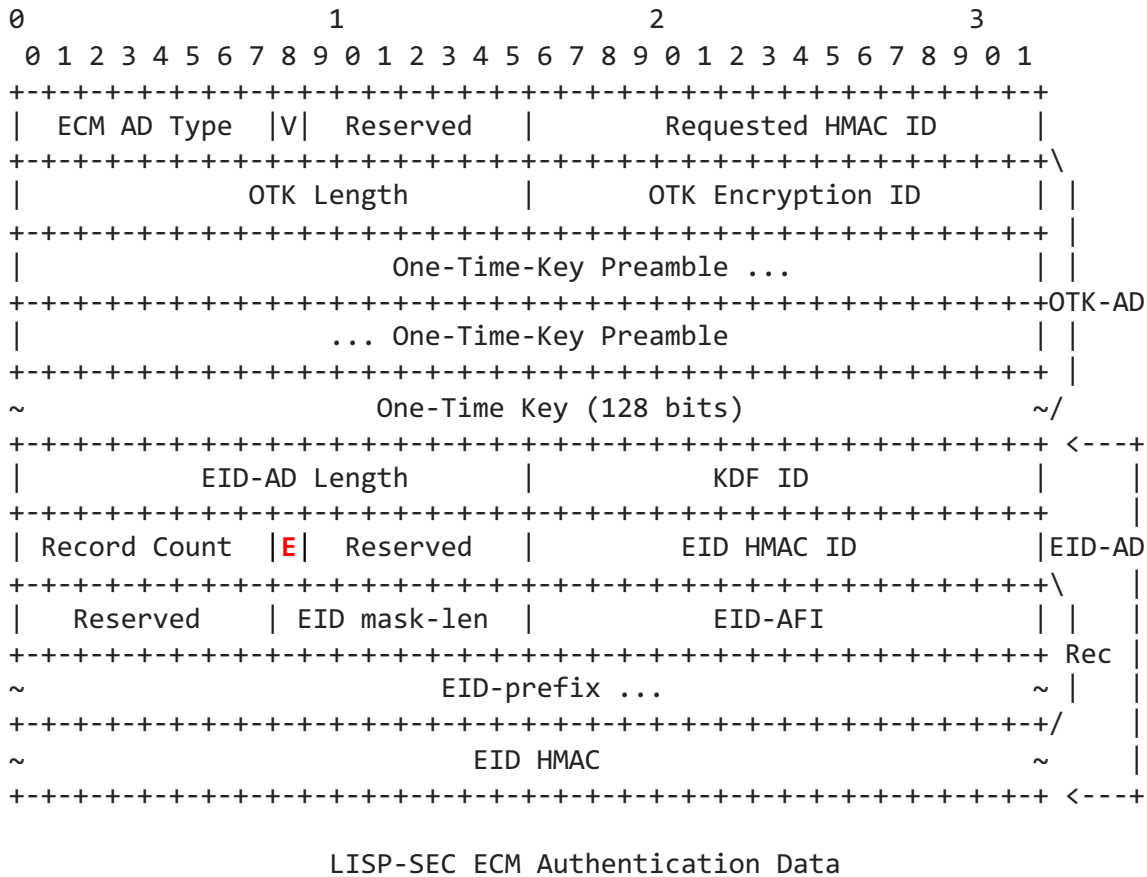 0                   1                   2                   3
 0 1 2 3 4 5 6 7 8 9 0 1 2 3 4 5 6 7 8 9 0 1 2 3 4 5 6 7 8 9 0 1
+-+-+-+-+-+-+-+-+-+-+-+-+-+-+-+-+-+-+-+-+-+-+-+-+-+-+-+-+-+-+-+-+
|  ECM AD Type  |V|  Reserved   |        Requested HMAC ID      |
+-+-+-+-+-+-+-+-+-+-+-+-+-+-+-+-+-+-+-+-+-+-+-+-+-+-+-+-+-+-+-+-+\
|              OTK Length       |       OTK Encryption ID       | |
+-+-+-+-+-+-+-+-+-+-+-+-+-+-+-+-+-+-+-+-+-+-+-+-+-+-+-+-+-+-+-+-+ |
|                       One-Time-Key Preamble ...               | |
+-+-+-+-+-+-+-+-+-+-+-+-+-+-+-+-+-+-+-+-+-+-+-+-+-+-+-+-+-+-+-+-+OTK-AD
|                   ... One-Time-Key Preamble                   | |
+-+-+-+-+-+-+-+-+-+-+-+-+-+-+-+-+-+-+-+-+-+-+-+-+-+-+-+-+-+-+-+-+ |
~                      One-Time Key (128 bits)                  ~/
+-+-+-+-+-+-+-+-+-+-+-+-+-+-+-+-+-+-+-+-+-+-+-+-+-+-+-+-+-+-+-+-+ <---+
|           EID-AD Length       |           KDF ID              |     |
+-+-+-+-+-+-+-+-+-+-+-+-+-+-+-+-+-+-+-+-+-+-+-+-+-+-+-+-+-+-+-+-+     |
| Record Count  |E|  Reserved   |         EID HMAC ID           |EID-AD
+-+-+-+-+-+-+-+-+-+-+-+-+-+-+-+-+-+-+-+-+-+-+-+-+-+-+-+-+-+-+-+-+\    |
|   Reserved    | EID mask-len  |           EID-AFI             | |   |
+-+-+-+-+-+-+-+-+-+-+-+-+-+-+-+-+-+-+-+-+-+-+-+-+-+-+-+-+-+-+-+-+ Rec |
~                          EID-prefix ...                       ~ |   |
+-+-+-+-+-+-+-+-+-+-+-+-+-+-+-+-+-+-+-+-+-+-+-+-+-+-+-+-+-+-+-+-+/    |
~                            EID HMAC                           ~     |
+-+-+-+-+-+-+-+-+-+-+-+-+-+-+-+-+-+-+-+-+-+-+-+-+-+-+-+-+-+-+-+-+ <---+
LISP-SEC ECM Authentication Data